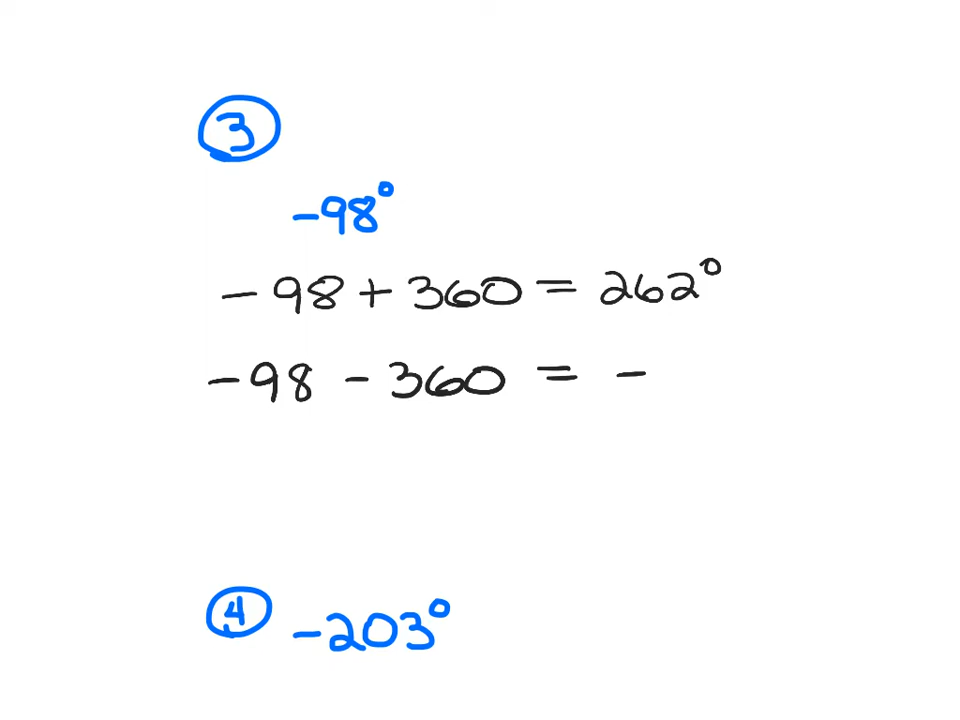 3
-98°
-98 + 360 = 262°
-98 - 360 = -
4 -203°